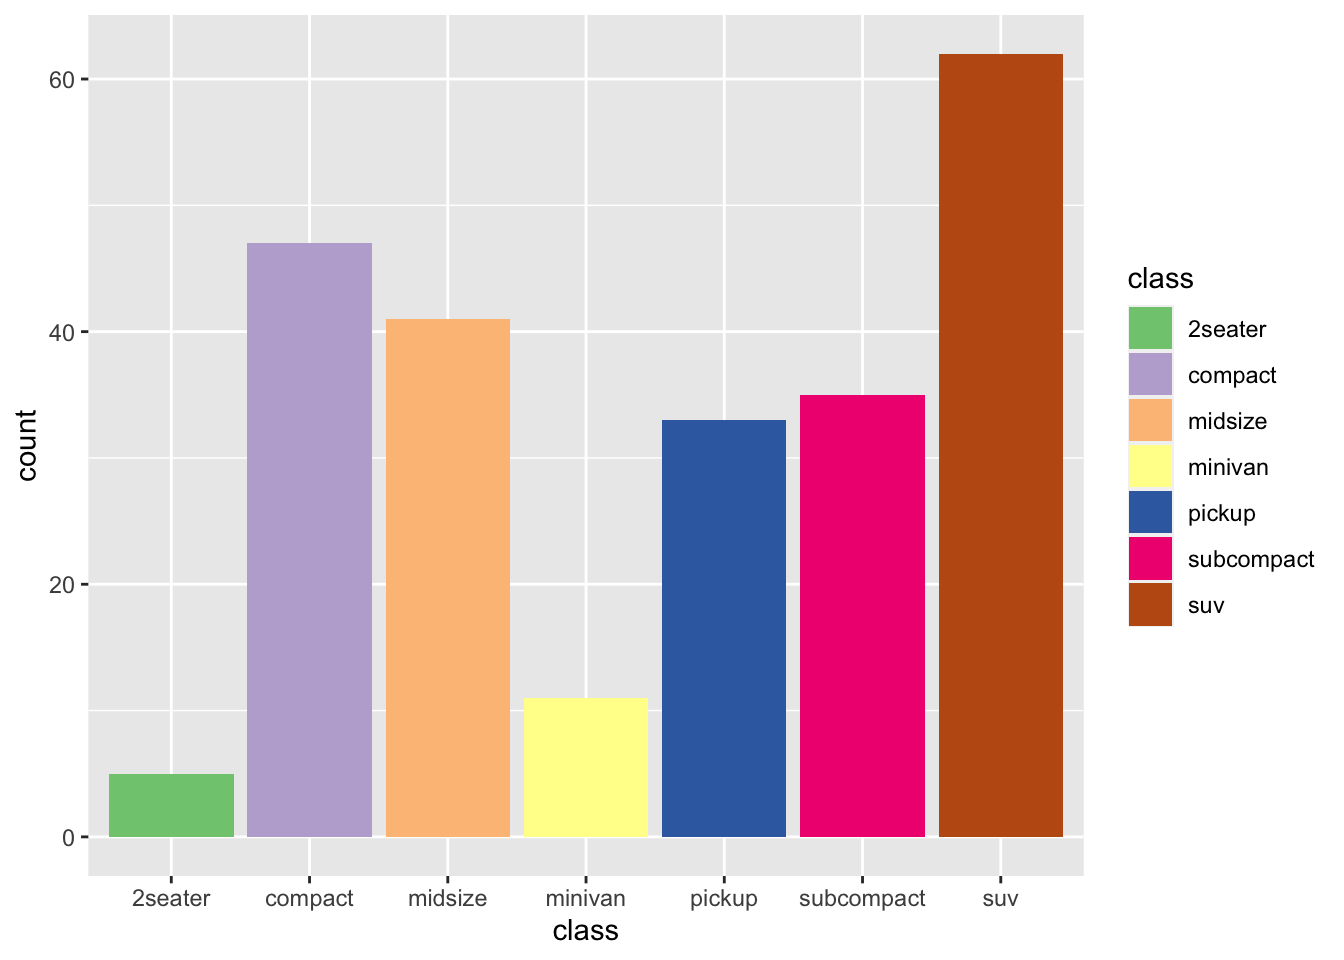 60
40
20
0
count
2seater compact midsize minivan pickup subcompact suv
class
class
2seater
compact
midsize
minivan
pickup
subcompact
suv